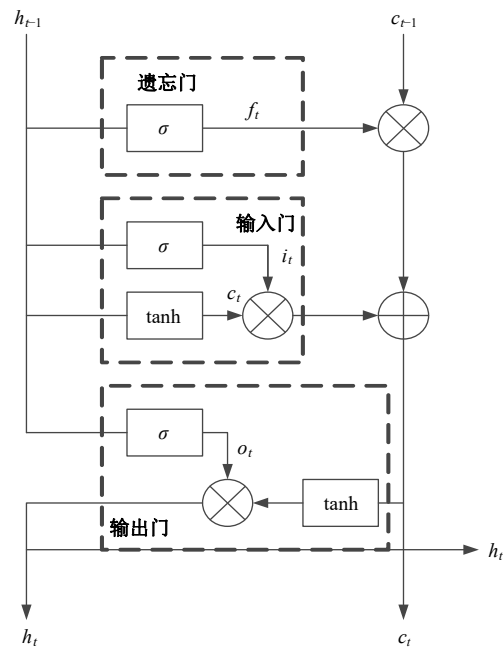 h_{t-1} c_{t-1}
遗忘门
σ f_t
输入门
σ i_t
tanh c_t
σ o_t
tanh
输出门
h_t
h_t c_t